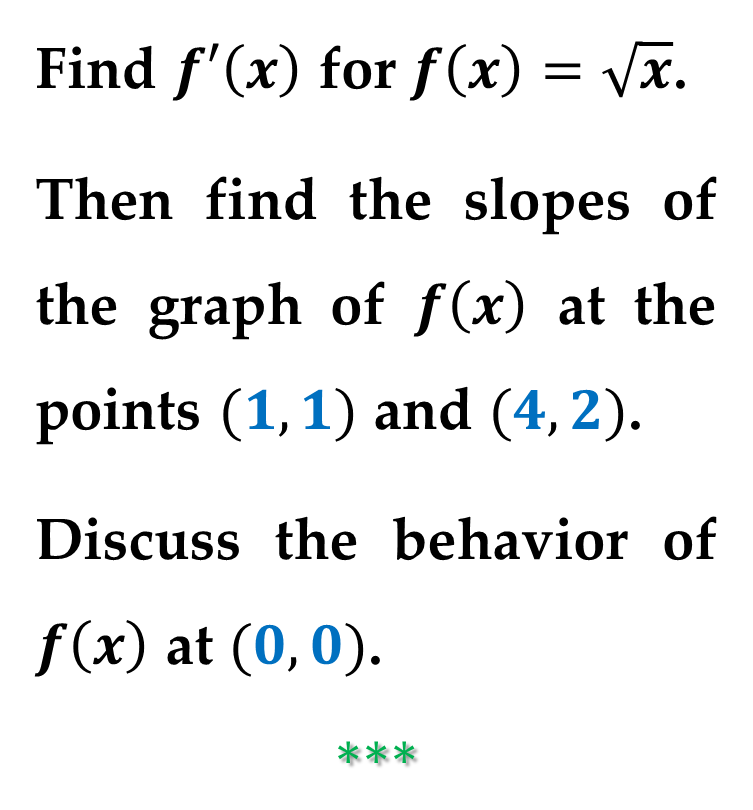 Find f′(x) for f(x) = √x.
Then find the slopes of
the graph of f(x) at the
points (1, 1) and (4, 2).
Discuss the behavior of
f(x) at (0, 0).
***